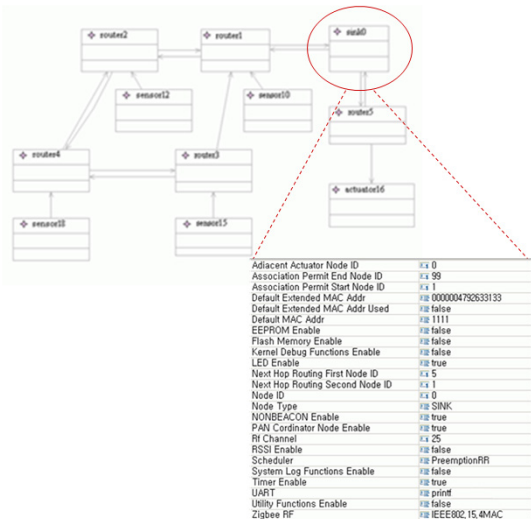 router2
router1
sink0
sensor12
sensor10
router5
router4
router3
actuator16
sensor18
sensor15
Adiacent Actuator Node ID 0
Association Permit End Node ID 99
Association Permit Start Node ID 1
Default Extended MAC Addr 0000004792633133
Default Extended MAC Addr Used false
Default MAC Addr 1111
EEPROM Enable false
Flash Memory Enable false
Kernel Debug Functions Enable false
LED Enable true
Next Hop Routing First Node ID 5
Next Hop Routing Second Node ID 1
Node ID 0
Node Type SINK
NONBEACON Enable true
PAN Cordinator Node Enable true
Rf Channel 25
RSSI Enable false
Scheduler PreemptionRR
System Log Functions Enable false
Timer Enable true
UART printf
Utility Functions Enable false
Zigbee RF IEEE802,15,4MAC